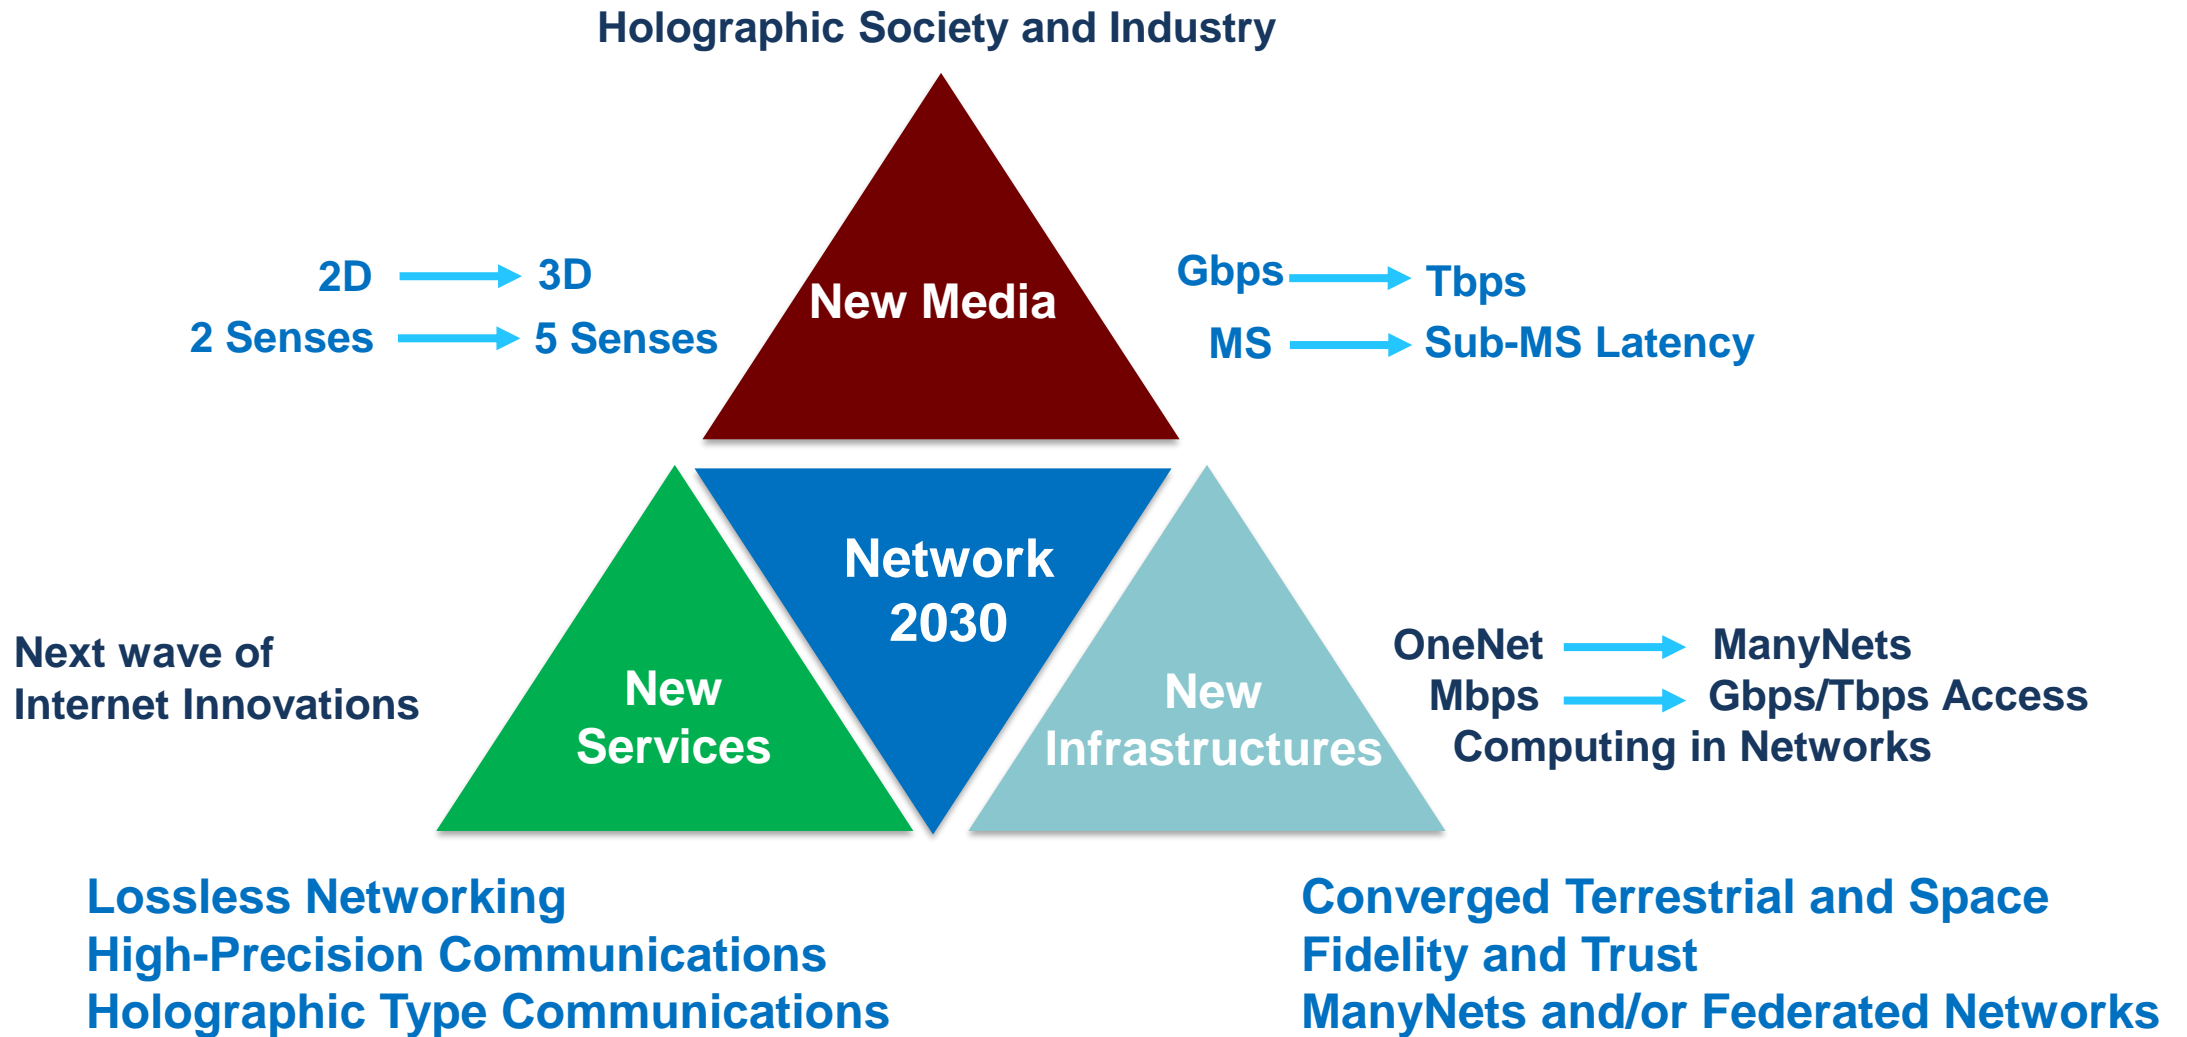 Holographic Society and Industry
2D 3D
2 Senses 5 Senses
New Media
Gbps Tbps
MS Sub-MS Latency
Network
2030
Next wave of
Internet Innovations
New
Services
New
Infrastructures
OneNet ManyNets
Mbps Gbps/Tbps Access
Computing in Networks
Lossless Networking
High-Precision Communications
Holographic Type Communications
Converged Terrestrial and Space
Fidelity and Trust
ManyNets and/or Federated Networks